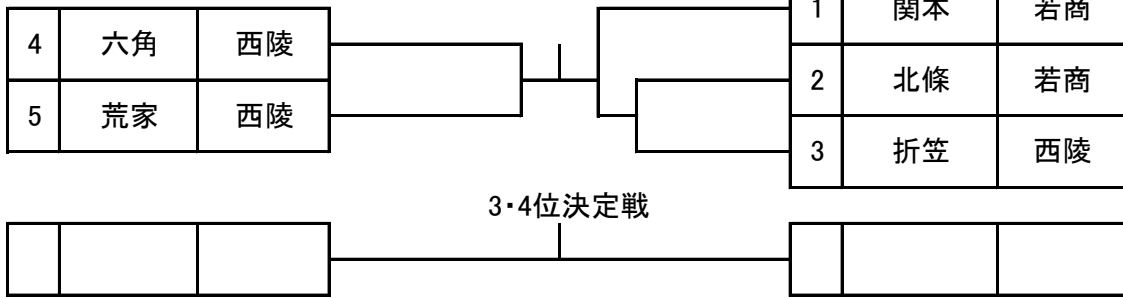 1 関本 若商
4 六角 西陵
2 北條 若商
5 荒家 西陵
3 折笠 西陵
3・4位決定戦